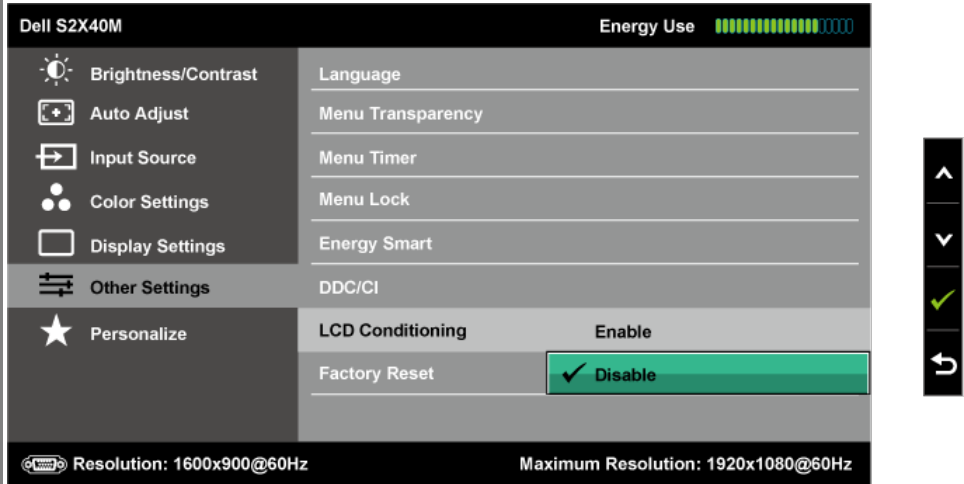 Dell S2X40M
Energy Use
Brightness/Contrast
Auto Adjust
Input Source
Color Settings
Display Settings
Other Settings
Personalize
Language
Menu Transparency
Menu Timer
Menu Lock
Energy Smart
DDC/CI
LCD Conditioning Enable
Factory Reset Disable
Resolution: 1600x900@60Hz
Maximum Resolution: 1920x1080@60Hz